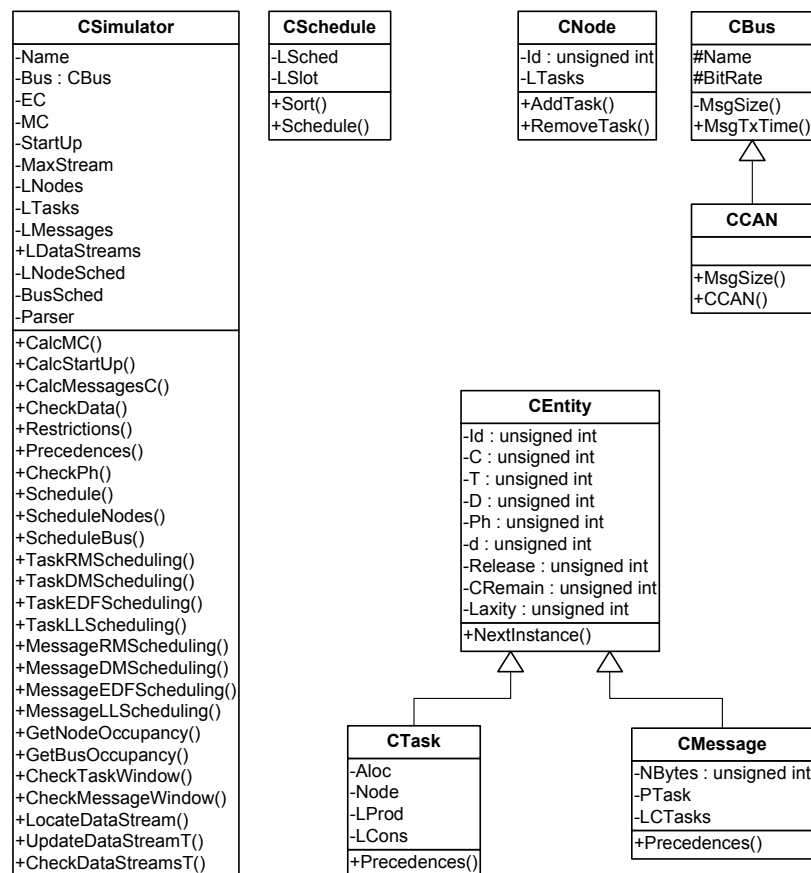 CSimulator
-Name
-Bus : CBus
-EC
-MC
-StartUp
-MaxStream
-LNodes
-LTasks
-LMessages
+LDataStreams
-LNodeSched
-BusSched
-Parser
+CalcMC()
+CalcStartUp()
+CalcMessagesC()
+CheckData()
+Restrictions()
+Precedences()
+CheckPh()
+Schedule()
+ScheduleNodes()
+ScheduleBus()
+TaskRMScheduling()
+TaskDMScheduling()
+TaskEDFScheduling()
+TaskLLScheduling()
+MessageRMScheduling()
+MessageDMScheduling()
+MessageEDFScheduling()
+MessageLLScheduling()
+GetNodeOccupancy()
+GetBusOccupancy()
+CheckTaskWindow()
+CheckMessageWindow()
+LocateDataStream()
+UpdateDataStreamT()
+CheckDataStreamsT()
CSchedule
-LSched
-LSlot
+Sort()
+Schedule()
CNode
-Id : unsigned int
-LTasks
+AddTask()
+RemoveTask()
CBus
#Name
#BitRate
-MsgSize()
+MsgTxTime()
CCAN
+MsgSize()
+CCAN()
CEntity
-Id : unsigned int
-C : unsigned int
-T : unsigned int
-D : unsigned int
-Ph : unsigned int
-d : unsigned int
-Release : unsigned int
-CRemain : unsigned int
-Laxity : unsigned int
+NextInstance()
CTask
-Aloc
-Node
-LProd
-LCons
+Precedences()
CMessage
-NBytes : unsigned int
-PTask
-LCTasks
+Precedences()